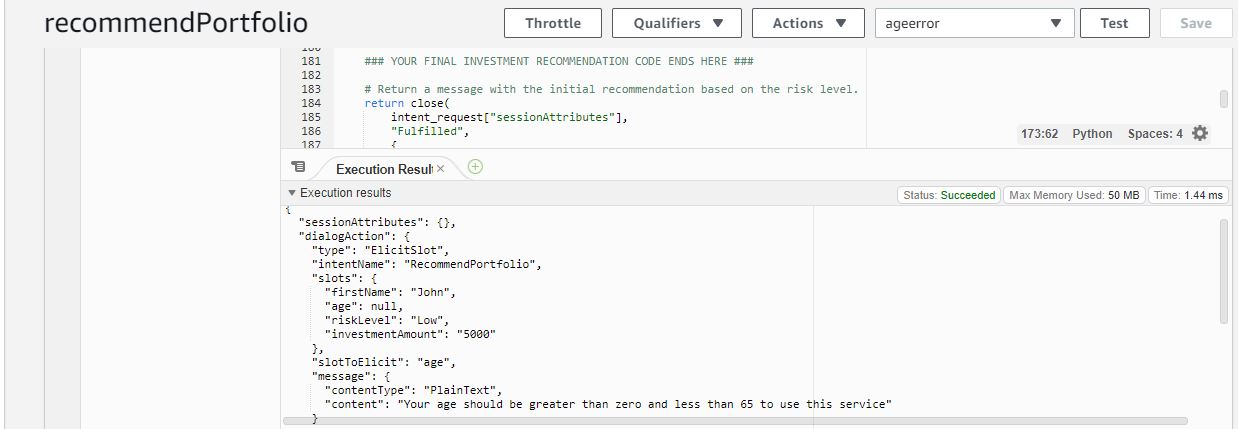 recommendPortfolio
Throttle
Qualifiers
Actions
ageerror
Test
Save
180
181 ### YOUR FINAL INVESTMENT RECOMMENDATION CODE ENDS HERE ###
182
183 # Return a message with the initial recommendation based on the risk level.
184 return close(
185 intent_request["sessionAttributes"],
186 "Fulfilled",
187 {
173:62 Python Spaces: 4
Execution Result
Execution results
Status: Succeeded
Max Memory Used: 50 MB
Time: 1.44 ms
{
"sessionAttributes": {},
"dialogAction": {
"type": "ElicitSlot",
"intentName": "RecommendPortfolio",
"slots": {
"firstName": "John",
"age": null,
"riskLevel": "Low",
"investmentAmount": "5000"
},
"slotToElicit": "age",
"message": {
"contentType": "PlainText",
"content": "Your age should be greater than zero and less than 65 to use this service"
}